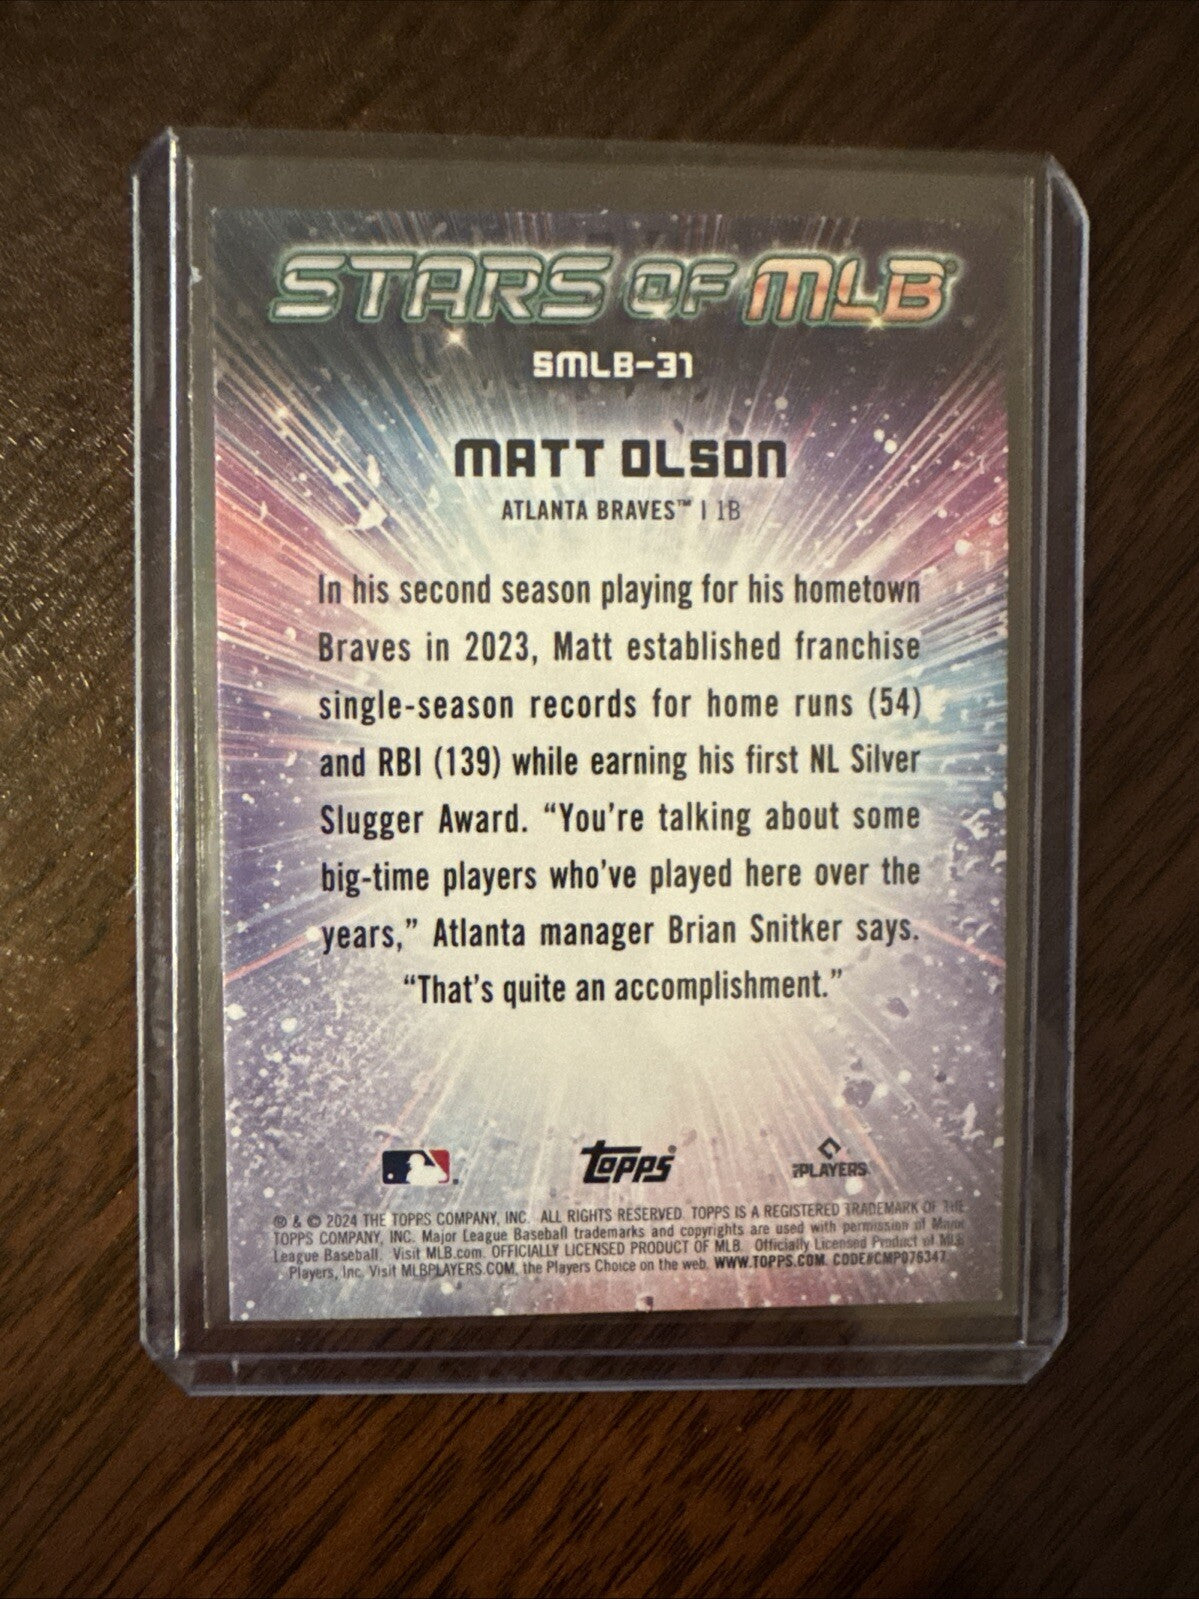 STARS OF MLB
SMLB-31
MATT OLSON
ATLANTA BRAVES™ | 1B
In his second season playing for his hometown
Braves in 2023, Matt established franchise
single-season records for home runs (54)
and RBI (139) while earning his first NL Silver
Slugger Award. “You’re talking about some
big-time players who’ve played here over the
years,” Atlanta manager Brian Snitker says.
“That’s quite an accomplishment.”
Topps® PLAYERS
® & © 2024 THE TOPPS COMPANY, INC. ALL RIGHTS RESERVED. TOPPS IS A REGISTERED TRADEMARK OF THE
TOPPS COMPANY, INC. Major League Baseball trademarks and copyrights are used with permission of Major
League Baseball. Visit MLB.com. OFFICIALLY LICENSED PRODUCT OF MLB. Officially Licensed Product of MLB
Players, Inc. Visit MLBPLAYERS.COM, the Players Choice on the web. WWW.TOPPS.COM. CODE#CMP076347